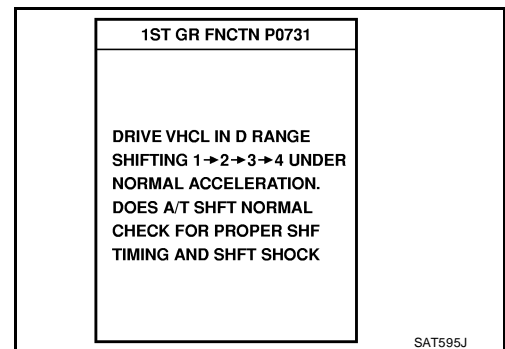 1ST GR FNCTN P0731
DRIVE VHCL IN D RANGE
SHIFTING 1→2→3→4 UNDER
NORMAL ACCELERATION.
DOES A/T SHFT NORMAL
CHECK FOR PROPER SHF
TIMING AND SHFT SHOCK
SAT595J